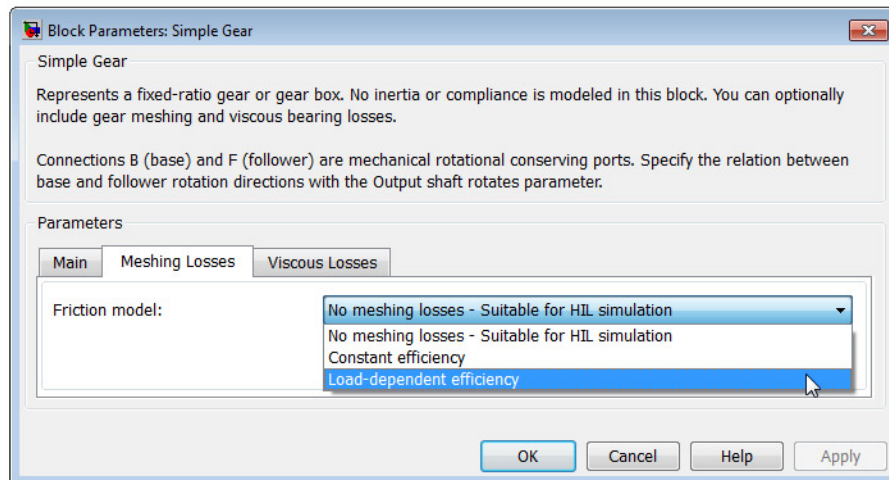 Block Parameters: Simple Gear
Simple Gear
Represents a fixed-ratio gear or gear box. No inertia or compliance is modeled in this block. You can optionally
include gear meshing and viscous bearing losses.
Connections B (base) and F (follower) are mechanical rotational conserving ports. Specify the relation between
base and follower rotation directions with the Output shaft rotates parameter.
Parameters
Main Meshing Losses Viscous Losses
Friction model: No meshing losses - Suitable for HIL simulation
No meshing losses - Suitable for HIL simulation
Constant efficiency
Load-dependent efficiency
OK Cancel Help Apply